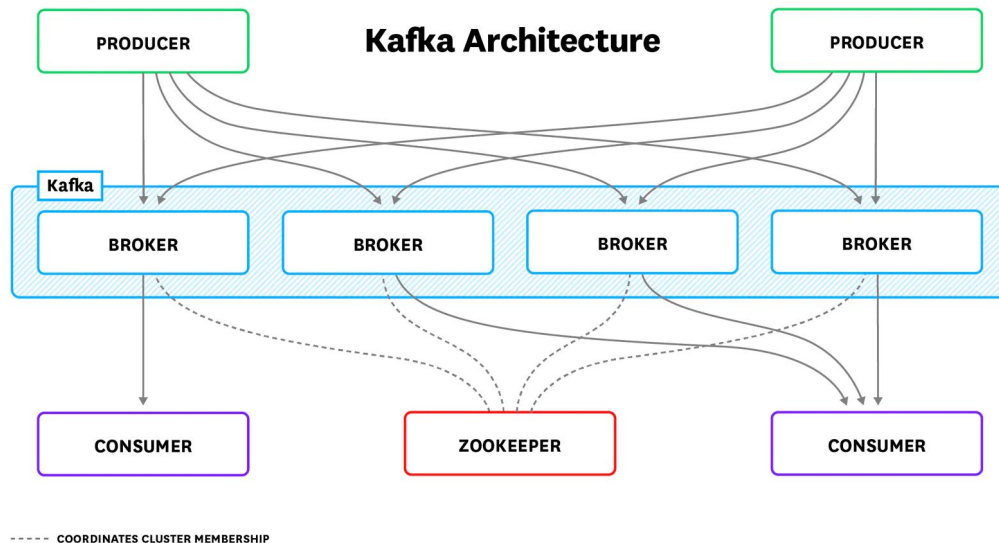 PRODUCER
Kafka Architecture
PRODUCER
Kafka
BROKER
BROKER
BROKER
BROKER
CONSUMER
ZOOKEEPER
CONSUMER
COORDINATES CLUSTER MEMBERSHIP